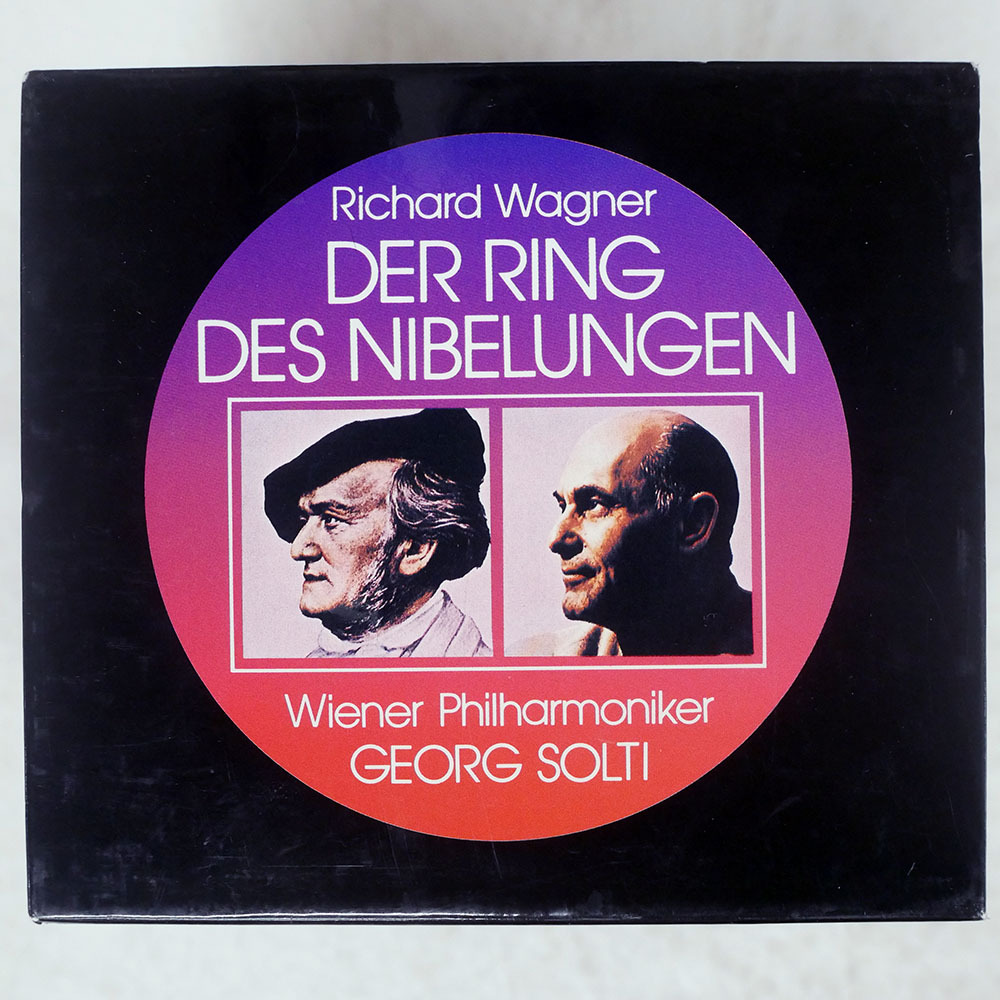 Richard Wagner
DER RING
DES NIBELUNGEN
Wiener Philharmoniker
GEORG SOLTI